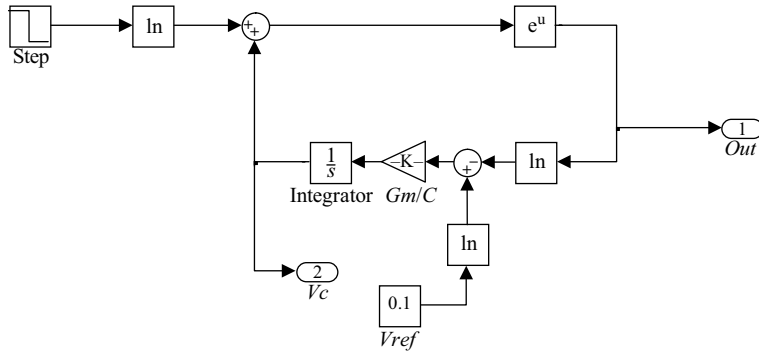 Step
ln
+
+
e^u
1
Out
1/s
Integrator
–K–
Gm/C
+ –
ln
ln
2
Vc
0.1
Vref